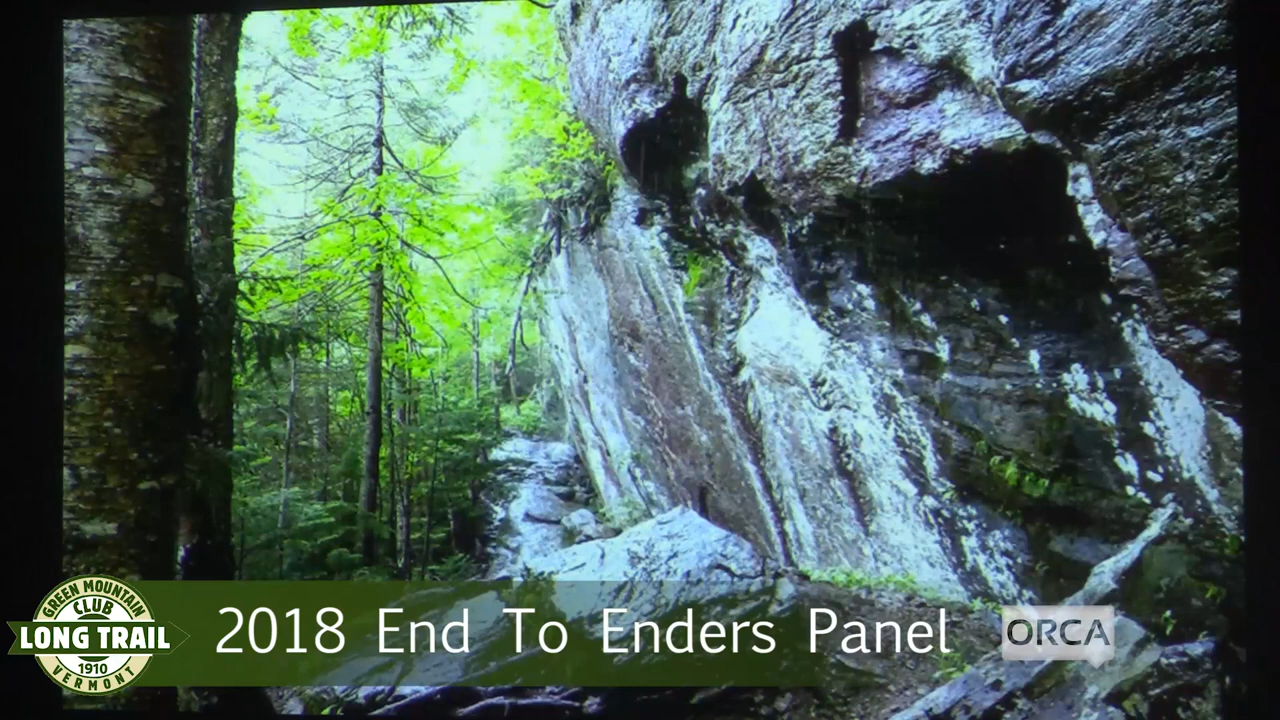 GREEN MOUNTAIN
CLUB
LONG TRAIL
1910
VERMONT
2018 End To Enders Panel
ORCA